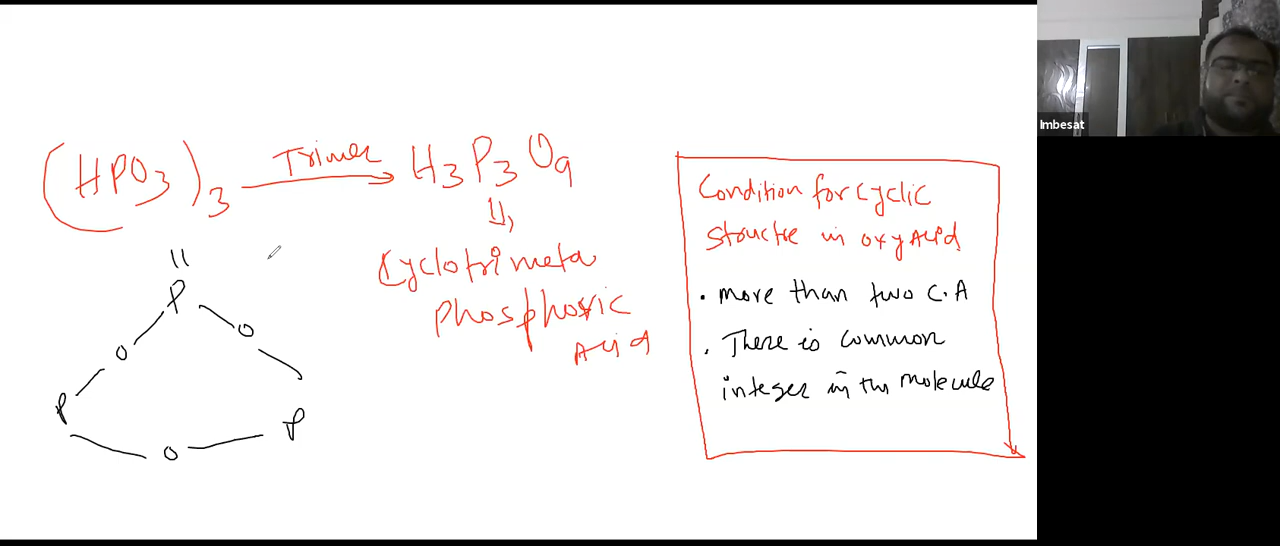 (HPO3)3 Trimer H3P3O9
Cyclotrimeta
phosphoric
Acid
||
P
O
O
P
P
O
Condition for cyclic
structre in oxyAcid
• more than two C.A
• There is common
integer in the molecule
Imbesat